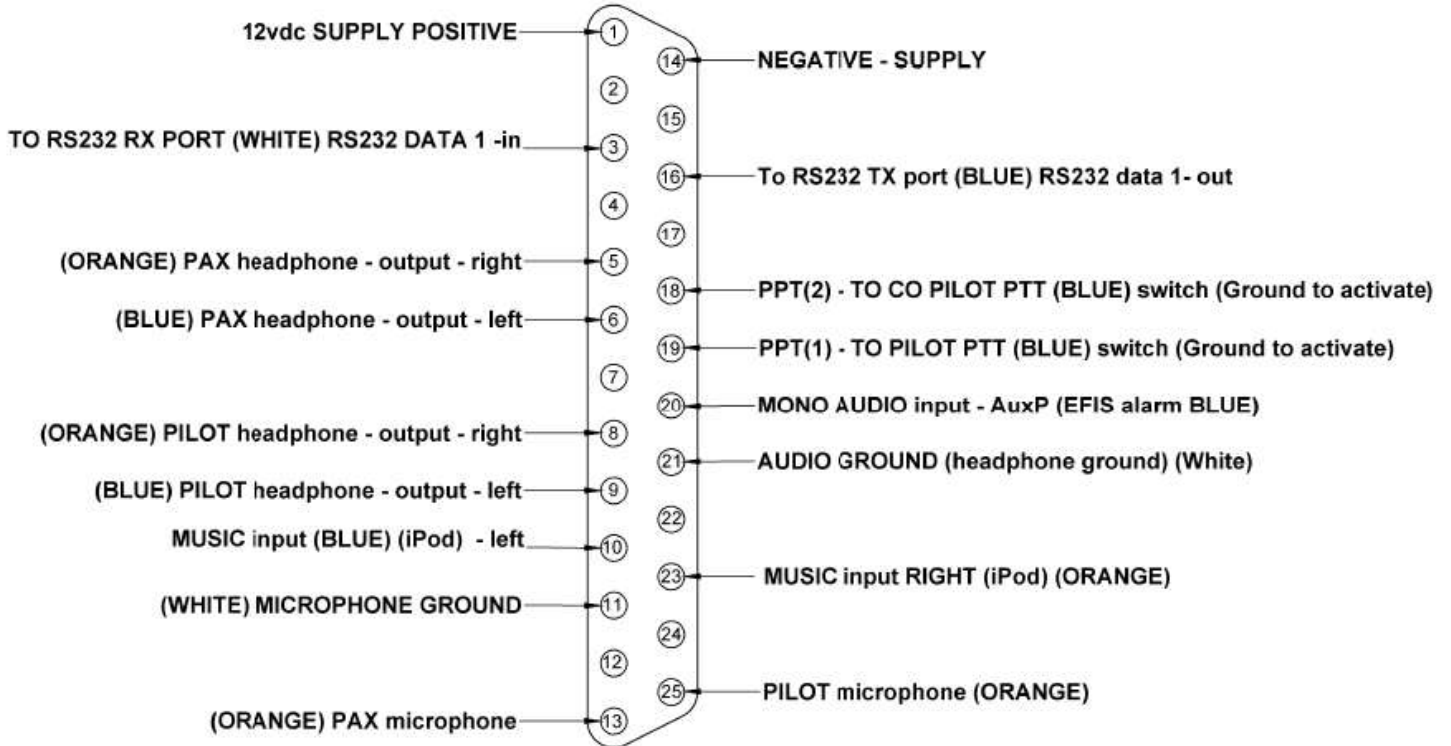 12vdc SUPPLY POSITIVE
1
14
NEGATIVE - SUPPLY
2
15
TO RS232 RX PORT (WHITE) RS232 DATA 1 -in
3
16
To RS232 TX port (BLUE) RS232 data 1- out
4
17
(ORANGE) PAX headphone - output - right
5
18
PPT(2) - TO CO PILOT PTT (BLUE) switch (Ground to activate)
(BLUE) PAX headphone - output - left
6
19
PPT(1) - TO PILOT PTT (BLUE) switch (Ground to activate)
7
20
MONO AUDIO input - AuxP (EFIS alarm BLUE)
(ORANGE) PILOT headphone - output - right
8
21
AUDIO GROUND (headphone ground) (White)
(BLUE) PILOT headphone - output - left
9
22
MUSIC input (BLUE) (iPod) - left
10
23
MUSIC input RIGHT (iPod) (ORANGE)
(WHITE) MICROPHONE GROUND
11
24
12
25
PILOT microphone (ORANGE)
(ORANGE) PAX microphone
13